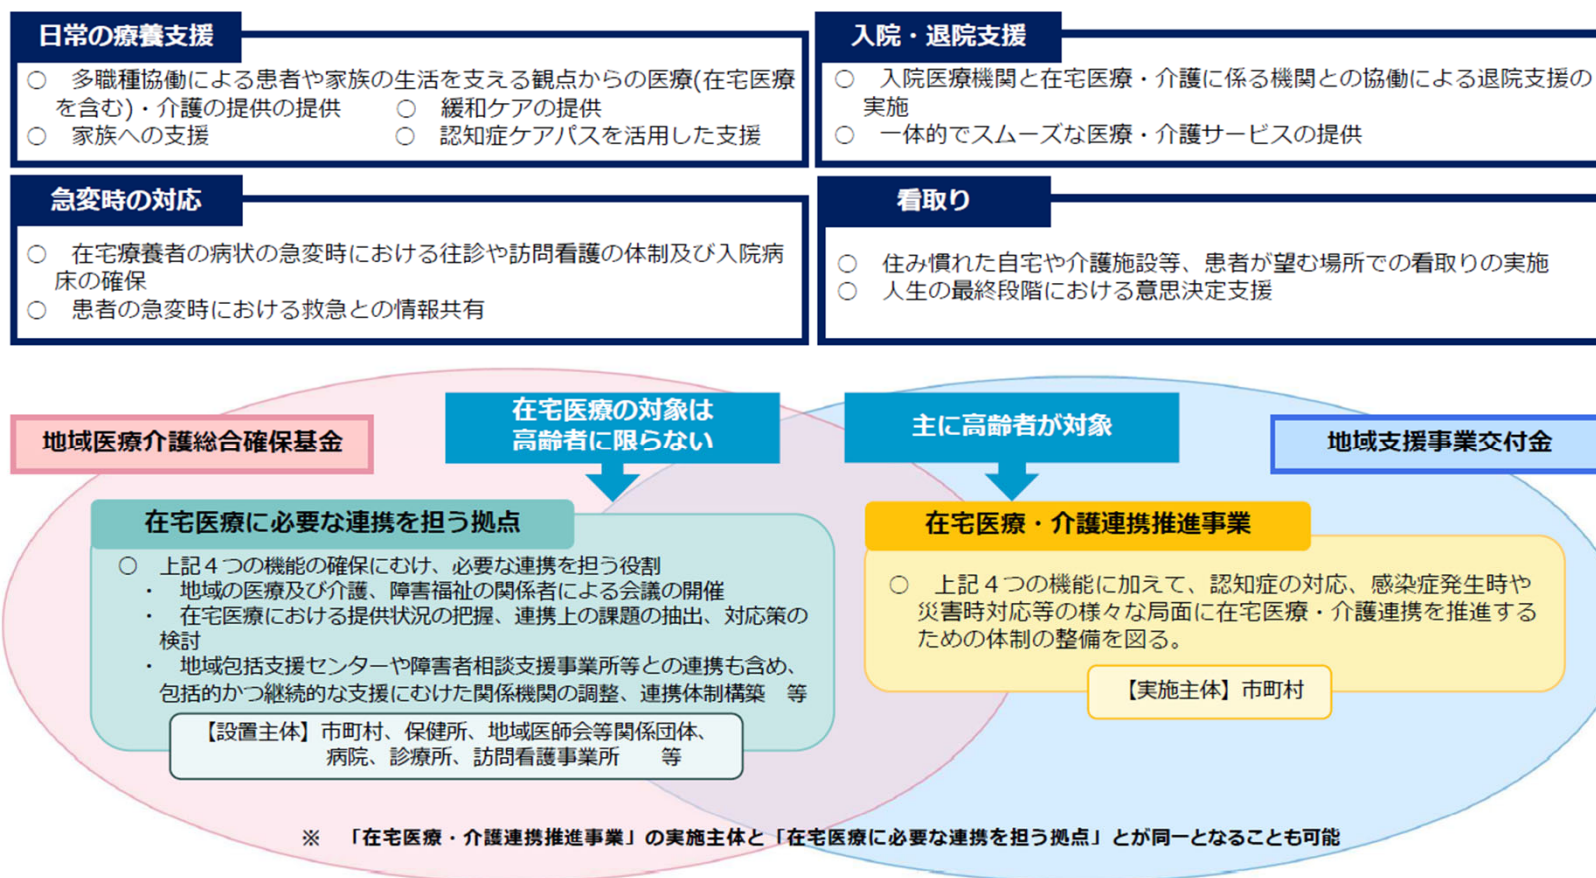 日常の療養支援
○ 多職種協働による患者や家族の生活を支える観点からの医療(在宅医療
を含む)・介護の提供の提供 ○ 緩和ケアの提供
○ 家族への支援 ○ 認知症ケアパスを活用した支援
入院・退院支援
○ 入院医療機関と在宅医療・介護に係る機関との協働による退院支援の
実施
○ 一体的でスムーズな医療・介護サービスの提供
急変時の対応
○ 在宅療養者の病状の急変時における往診や訪問看護の体制及び入院病
床の確保
○ 患者の急変時における救急との情報共有
看取り
○ 住み慣れた自宅や介護施設等、患者が望む場所での看取りの実施
○ 人生の最終段階における意思決定支援
地域医療介護総合確保基金
在宅医療の対象は
高齢者に限らない
主に高齢者が対象
地域支援事業交付金
在宅医療に必要な連携を担う拠点
○ 上記４つの機能の確保にむけ、必要な連携を担う役割
・ 地域の医療及び介護、障害福祉の関係者による会議の開催
・ 在宅医療における提供状況の把握、連携上の課題の抽出、対応策の
検討
・ 地域包括支援センターや障害者相談支援事業所等との連携も含め、
包括的かつ継続的な支援にむけた関係機関の調整、連携体制構築 等
【設置主体】市町村、保健所、地域医師会等関係団体、
病院、診療所、訪問看護事業所 等
在宅医療・介護連携推進事業
○ 上記４つの機能に加えて、認知症の対応、感染症発生時や
災害時対応等の様々な局面に在宅医療・介護連携を推進する
ための体制の整備を図る。
【実施主体】市町村
※ 「在宅医療・介護連携推進事業」の実施主体と「在宅医療に必要な連携を担う拠点」とが同一となることも可能